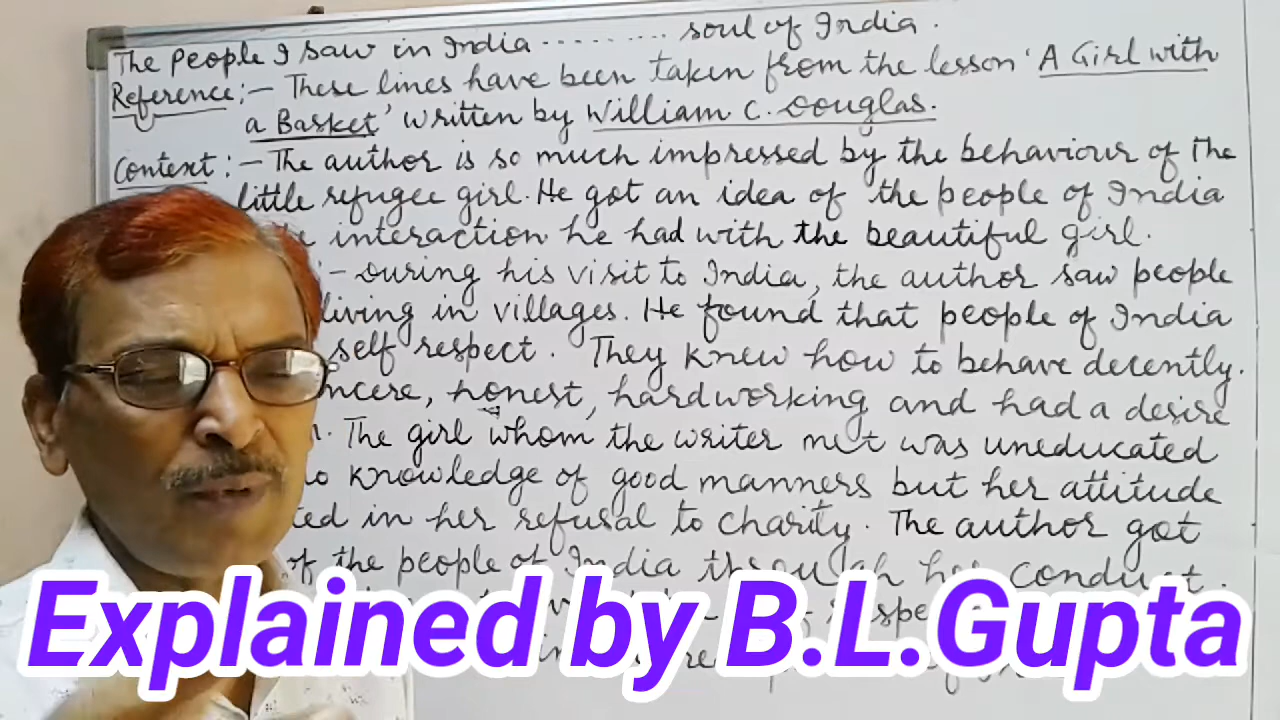 The People I saw in India ......... soul of India.
Reference:- These lines have been taken from the lesson 'A Girl with
a Basket' written by William C. Douglas.
Context:- The author is so much impressed by the behaviour of the
little refugee girl. He got an idea of the people of India
interaction he had with the beautiful girl.
:- During his visit to India, the author saw people
living in villages. He found that people of India
self respect. They knew how to behave decently.
honest, hardworking and had a desire
The girl whom the writer met was uneducated
knowledge of good manners but her attitude
in her refusal to charity. The author got
of the people of India through her conduct.
Explained by B.L.Gupta